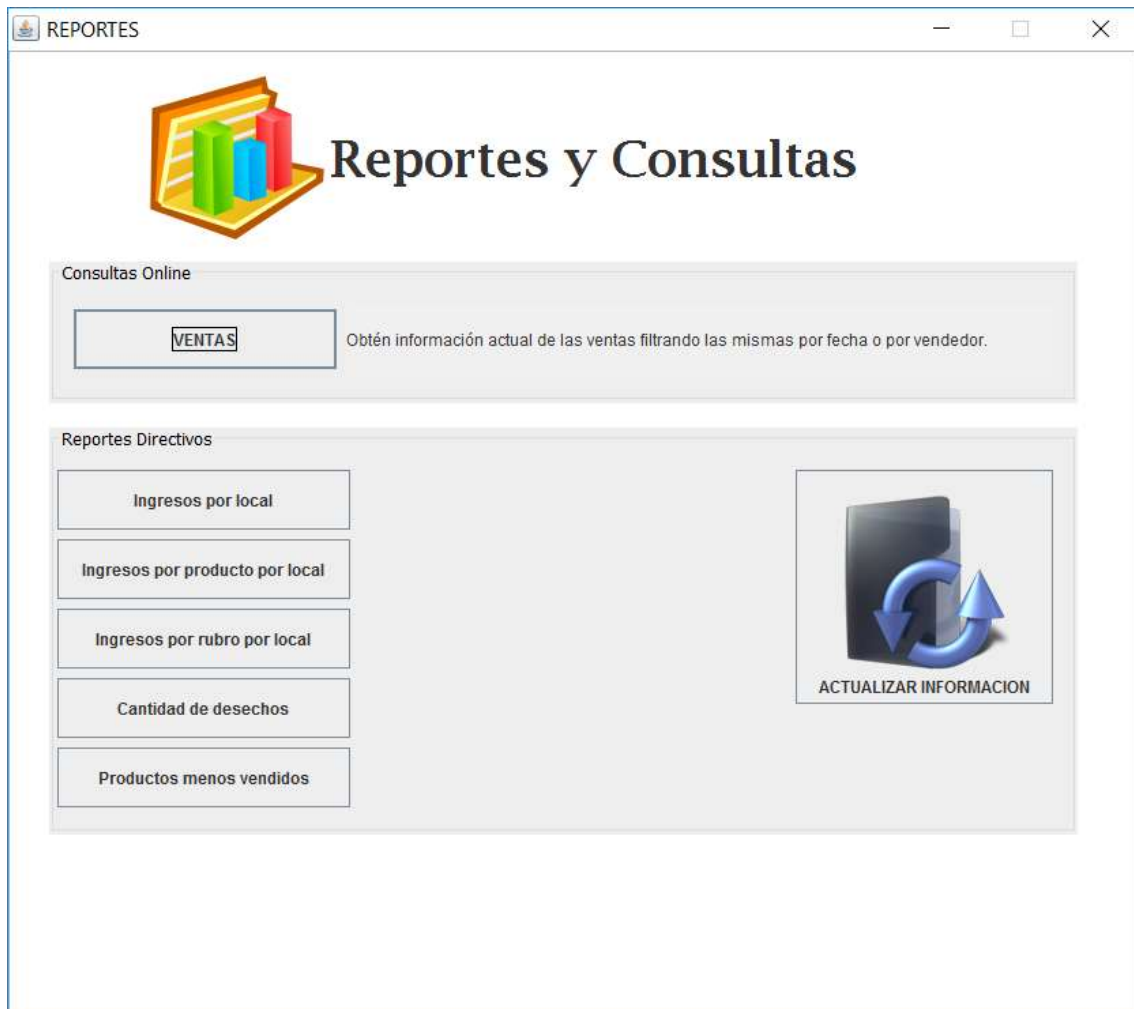 REPORTES
Reportes y Consultas
Consultas Online
VENTAS
Obtén información actual de las ventas filtrando las mismas por fecha o por vendedor.
Reportes Directivos
Ingresos por local
Ingresos por producto por local
Ingresos por rubro por local
Cantidad de desechos
Productos menos vendidos
ACTUALIZAR INFORMACION